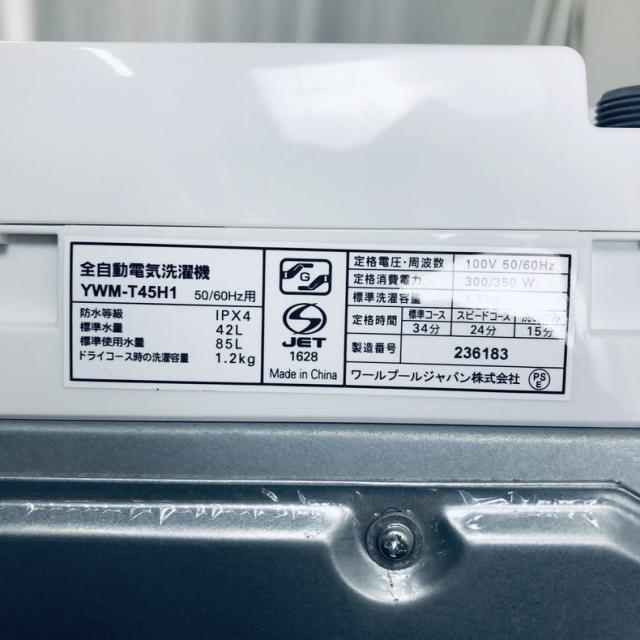 全自動電気洗濯機
YWM-T45H1 50/60Hz用
防水等級 IPX4
標準水量 42L
標準使用水量 85L
ドライコース時の洗濯容量 1.2kg
G
S
JET
1628
Made in China
定格電圧・周波数 100V 50/60Hz
定格消費電力 300/350 W
標準洗濯容量 4.5kg
定格時間 標準コース 34分 スピードコース 24分 15分
製造番号 236183
ワールプールジャパン株式会社 PSE